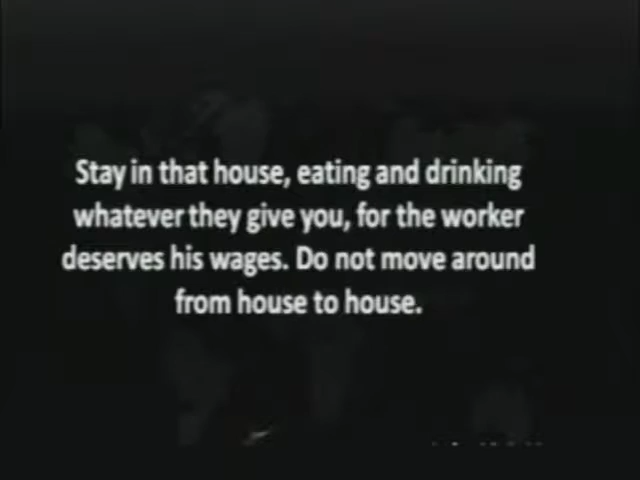 Stay in that house, eating and drinking
whatever they give you, for the worker
deserves his wages. Do not move around
from house to house.